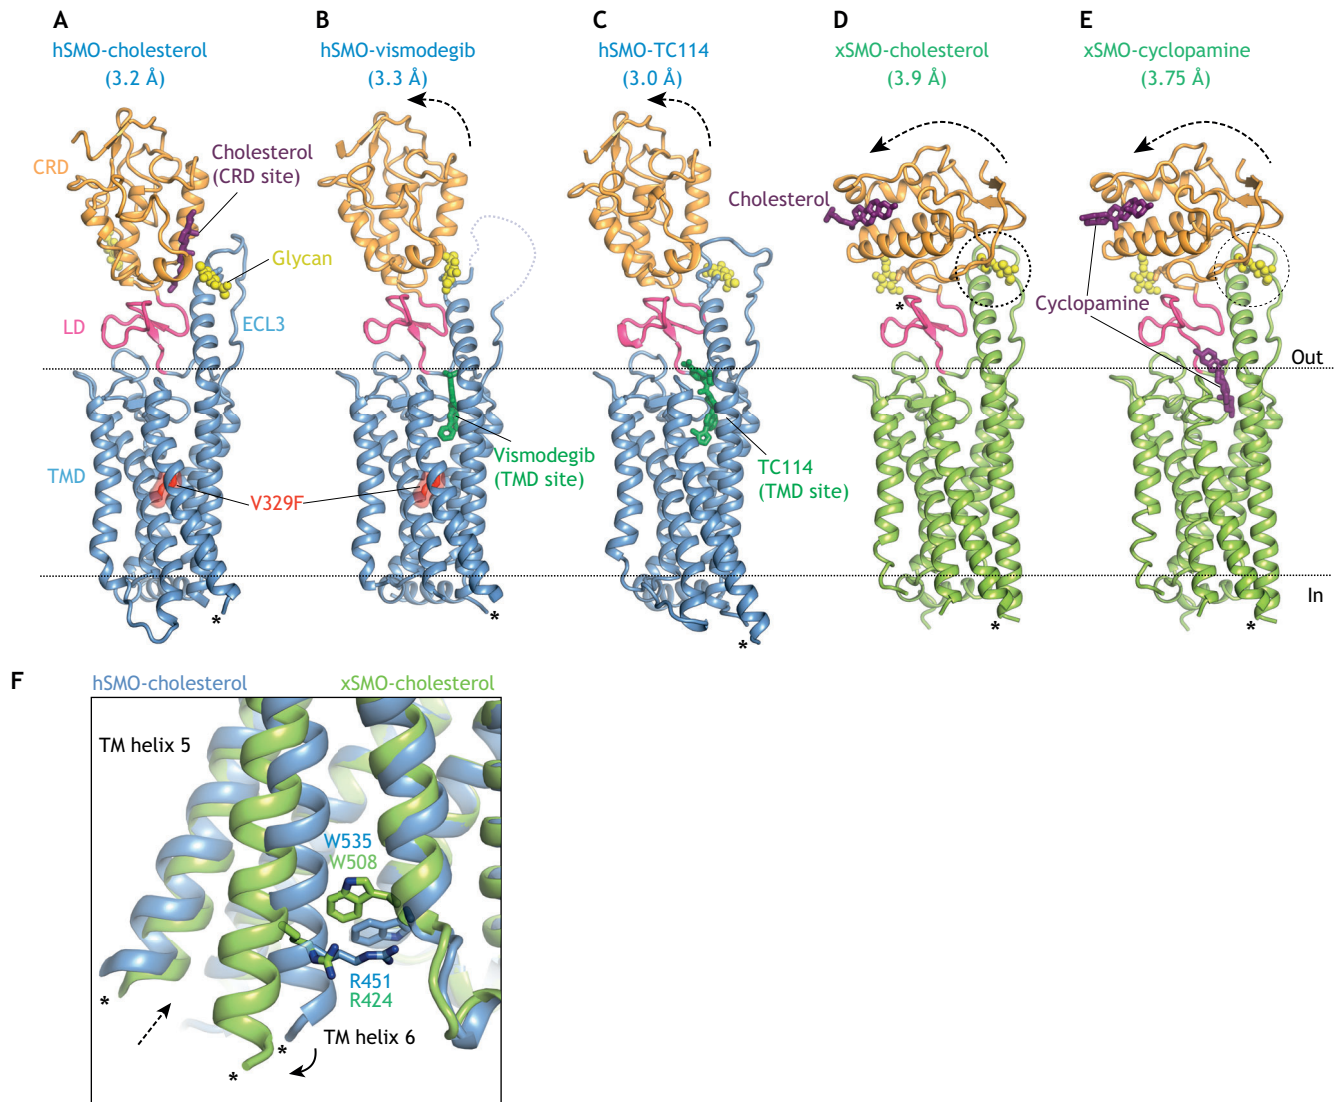 A
hSMO-cholesterol
(3.2 Å)
B
hSMO-vismodegib
(3.3 Å)
C
hSMO-TC114
(3.0 Å)
D
xSMO-cholesterol
(3.9 Å)
E
xSMO-cyclopamine
(3.75 Å)
CRD
Cholesterol
(CRD site)
Glycan
LD
ECL3
TMD
V329F
Vismodegib
(TMD site)
TC114
(TMD site)
Cholesterol
Cyclopamine
Out
In
*
*
*
*
*
*
F
hSMO-cholesterol
xSMO-cholesterol
TM helix 5
W535
W508
R451
R424
TM helix 6
*
*
*